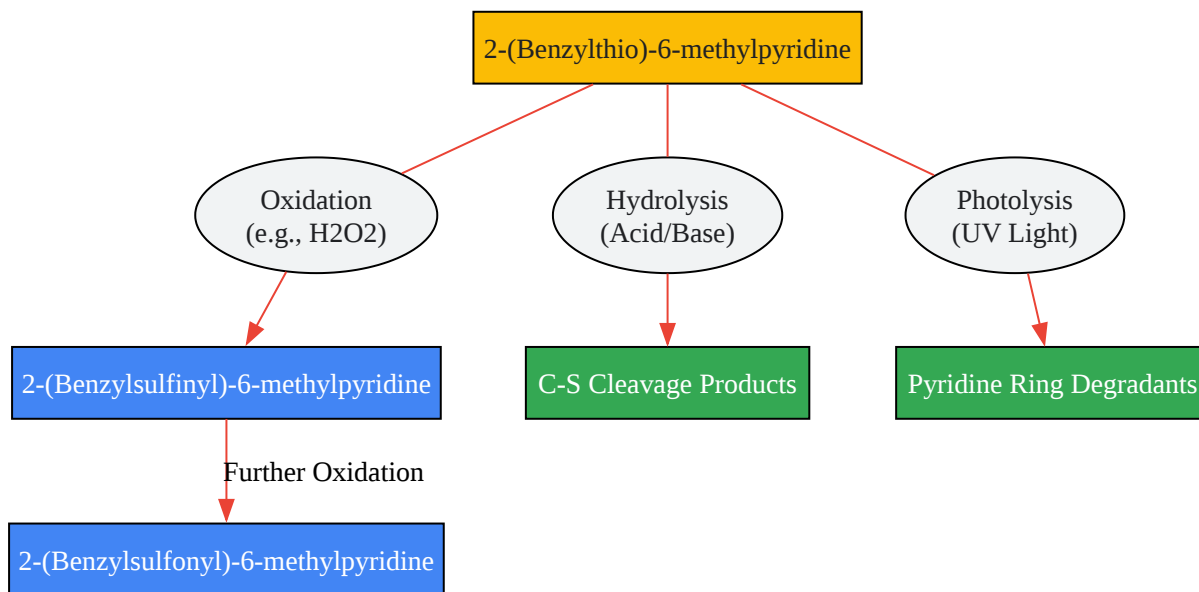 2-(Benzylthio)-6-methylpyridine
Oxidation
(e.g., H2O2)
Hydrolysis
(Acid/Base)
Photolysis
(UV Light)
2-(Benzylsulfinyl)-6-methylpyridine
C-S Cleavage Products
Pyridine Ring Degradants
Further Oxidation
2-(Benzylsulfonyl)-6-methylpyridine